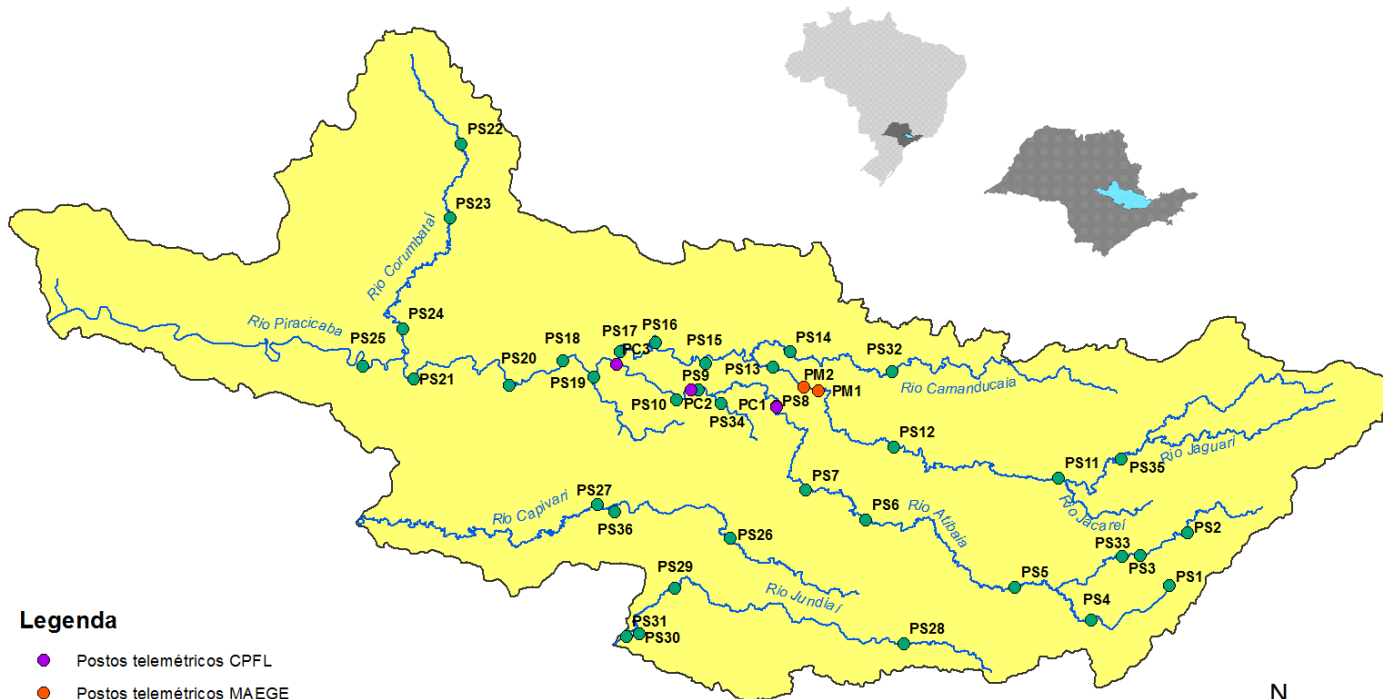 PS22
PS23
Rio Corumbataí
PS24
Rio Piracicaba
PS25
PS21
PS20
PS18
PS19
PS17
PC3
PS16
PS15
PS14
PS13
PS32
PM2
PM1
Rio Camanducaia
PS9
PS10
PC2
PS34
PC1
PS8
PS12
PS11
PS35
Rio Jaguari
Rio Jacareí
PS7
PS6
Rio Atibaia
PS2
PS33
PS3
PS1
PS5
PS4
Rio Capivari
PS27
PS36
PS26
PS29
Rio Jundiaí
PS28
PS31
PS30
Legenda
Postos telemétricos CPFL
Postos telemétricos MAEGE
N